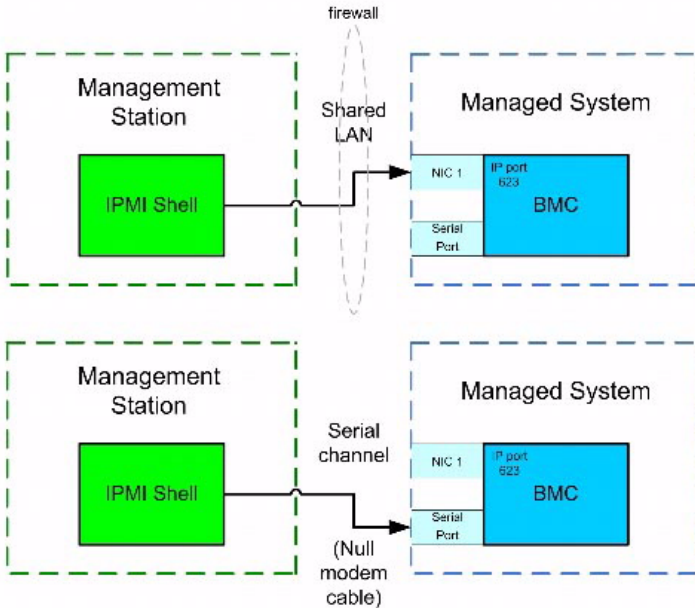 firewall
Management
Station
Shared
LAN
Managed System
IPMI Shell
NIC 1
IP port
623
BMC
Serial
Port
Management
Station
Serial
channel
Managed System
IPMI Shell
NIC 1
IP port
623
BMC
Serial
Port
(Null
modem
cable)